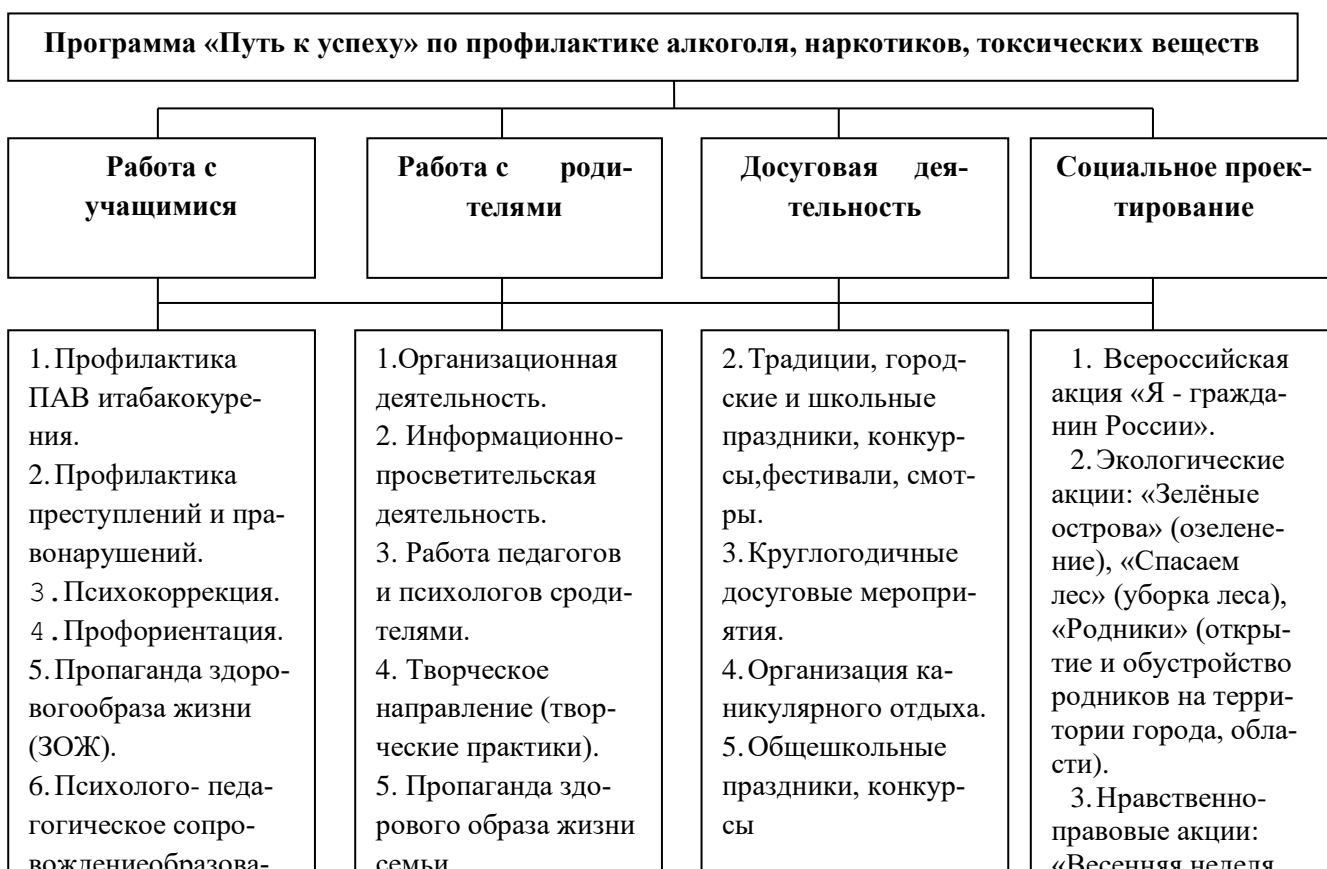 Программа «Путь к успеху» по профилактике алкоголя, наркотиков, токсических веществ
Работа с
учащимися
Работа с роди-
телями
Досуговая дея-
тельность
Социальное проек-
тирование
1. Профилактика
ПАВ итабакокуре-
ния.
2. Профилактика
преступлений и пра-
вонарушений.
3. Психокоррекция.
4. Профориентация.
5. Пропаганда здоро-
вогообраза жизни
(ЗОЖ).
6. Психолого- педа-
гогическое сопро-
вождениеобразова-
1.Организационная
деятельность.
2. Информационно-
просветительская
деятельность.
3. Работа педагогов
и психологов сроди-
телями.
4. Творческое
направление (твор-
ческие практики).
5. Пропаганда здо-
рового образа жизни
семьи
2. Традиции, город-
ские и школьные
праздники, конкур-
сы,фестивали, смот-
ры.
3. Круглогодичные
досуговые меропри-
ятия.
4. Организация ка-
никулярного отдыха.
5. Общешкольные
праздники, конкур-
сы
1. Всероссийская
акция «Я - гражда-
нин России».
2. Экологические
акции: «Зелёные
острова» (озелене-
ние), «Спасаем
лес» (уборка леса),
«Родники» (откры-
тие и обустройство
родников на терри-
тории города, обла-
сти).
3. Нравственно-
правовые акции:
«Весенняя неделя